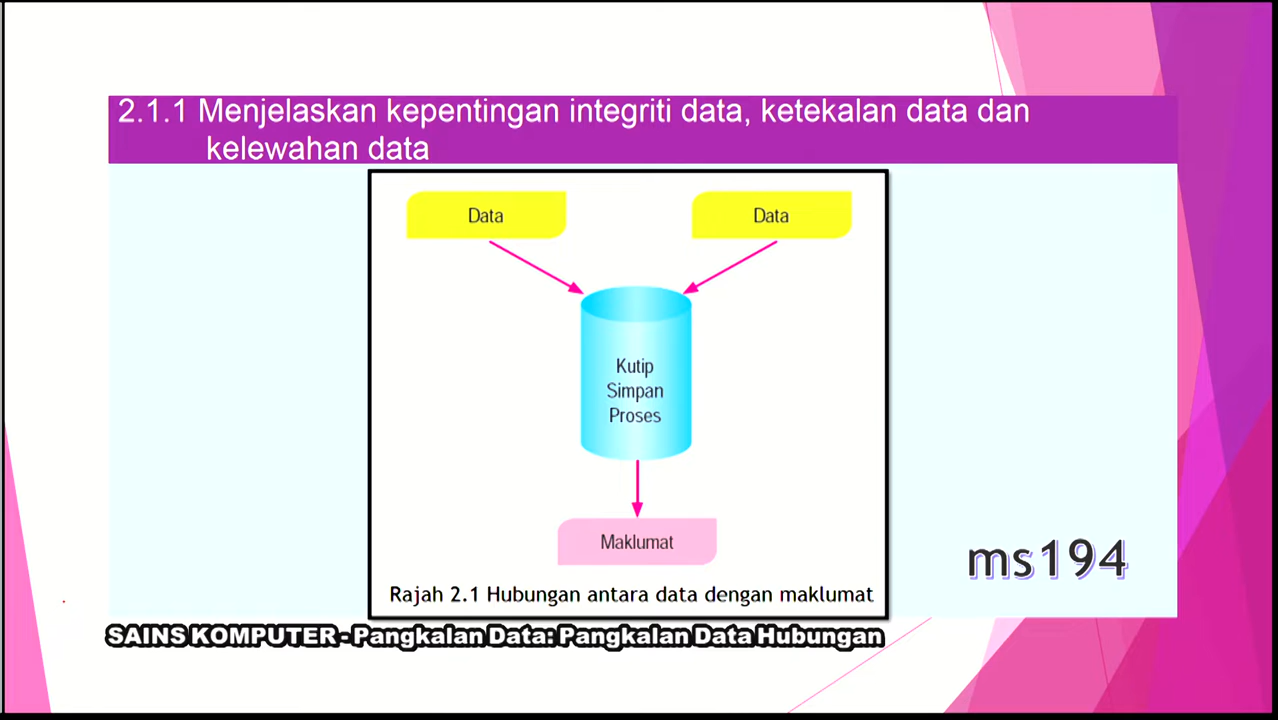 2.1.1 Menjelaskan kepentingan integriti data, ketekalan data dan
kelewahan data
Data
Data
Kutip
Simpan
Proses
Maklumat
ms194
Rajah 2.1 Hubungan antara data dengan maklumat
SAINS KOMPUTER - Pangkalan Data: Pangkalan Data Hubungan